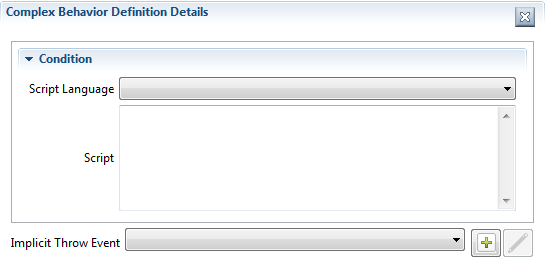 Complex Behavior Definition Details
Condition
Script Language
Script
Implicit Throw Event